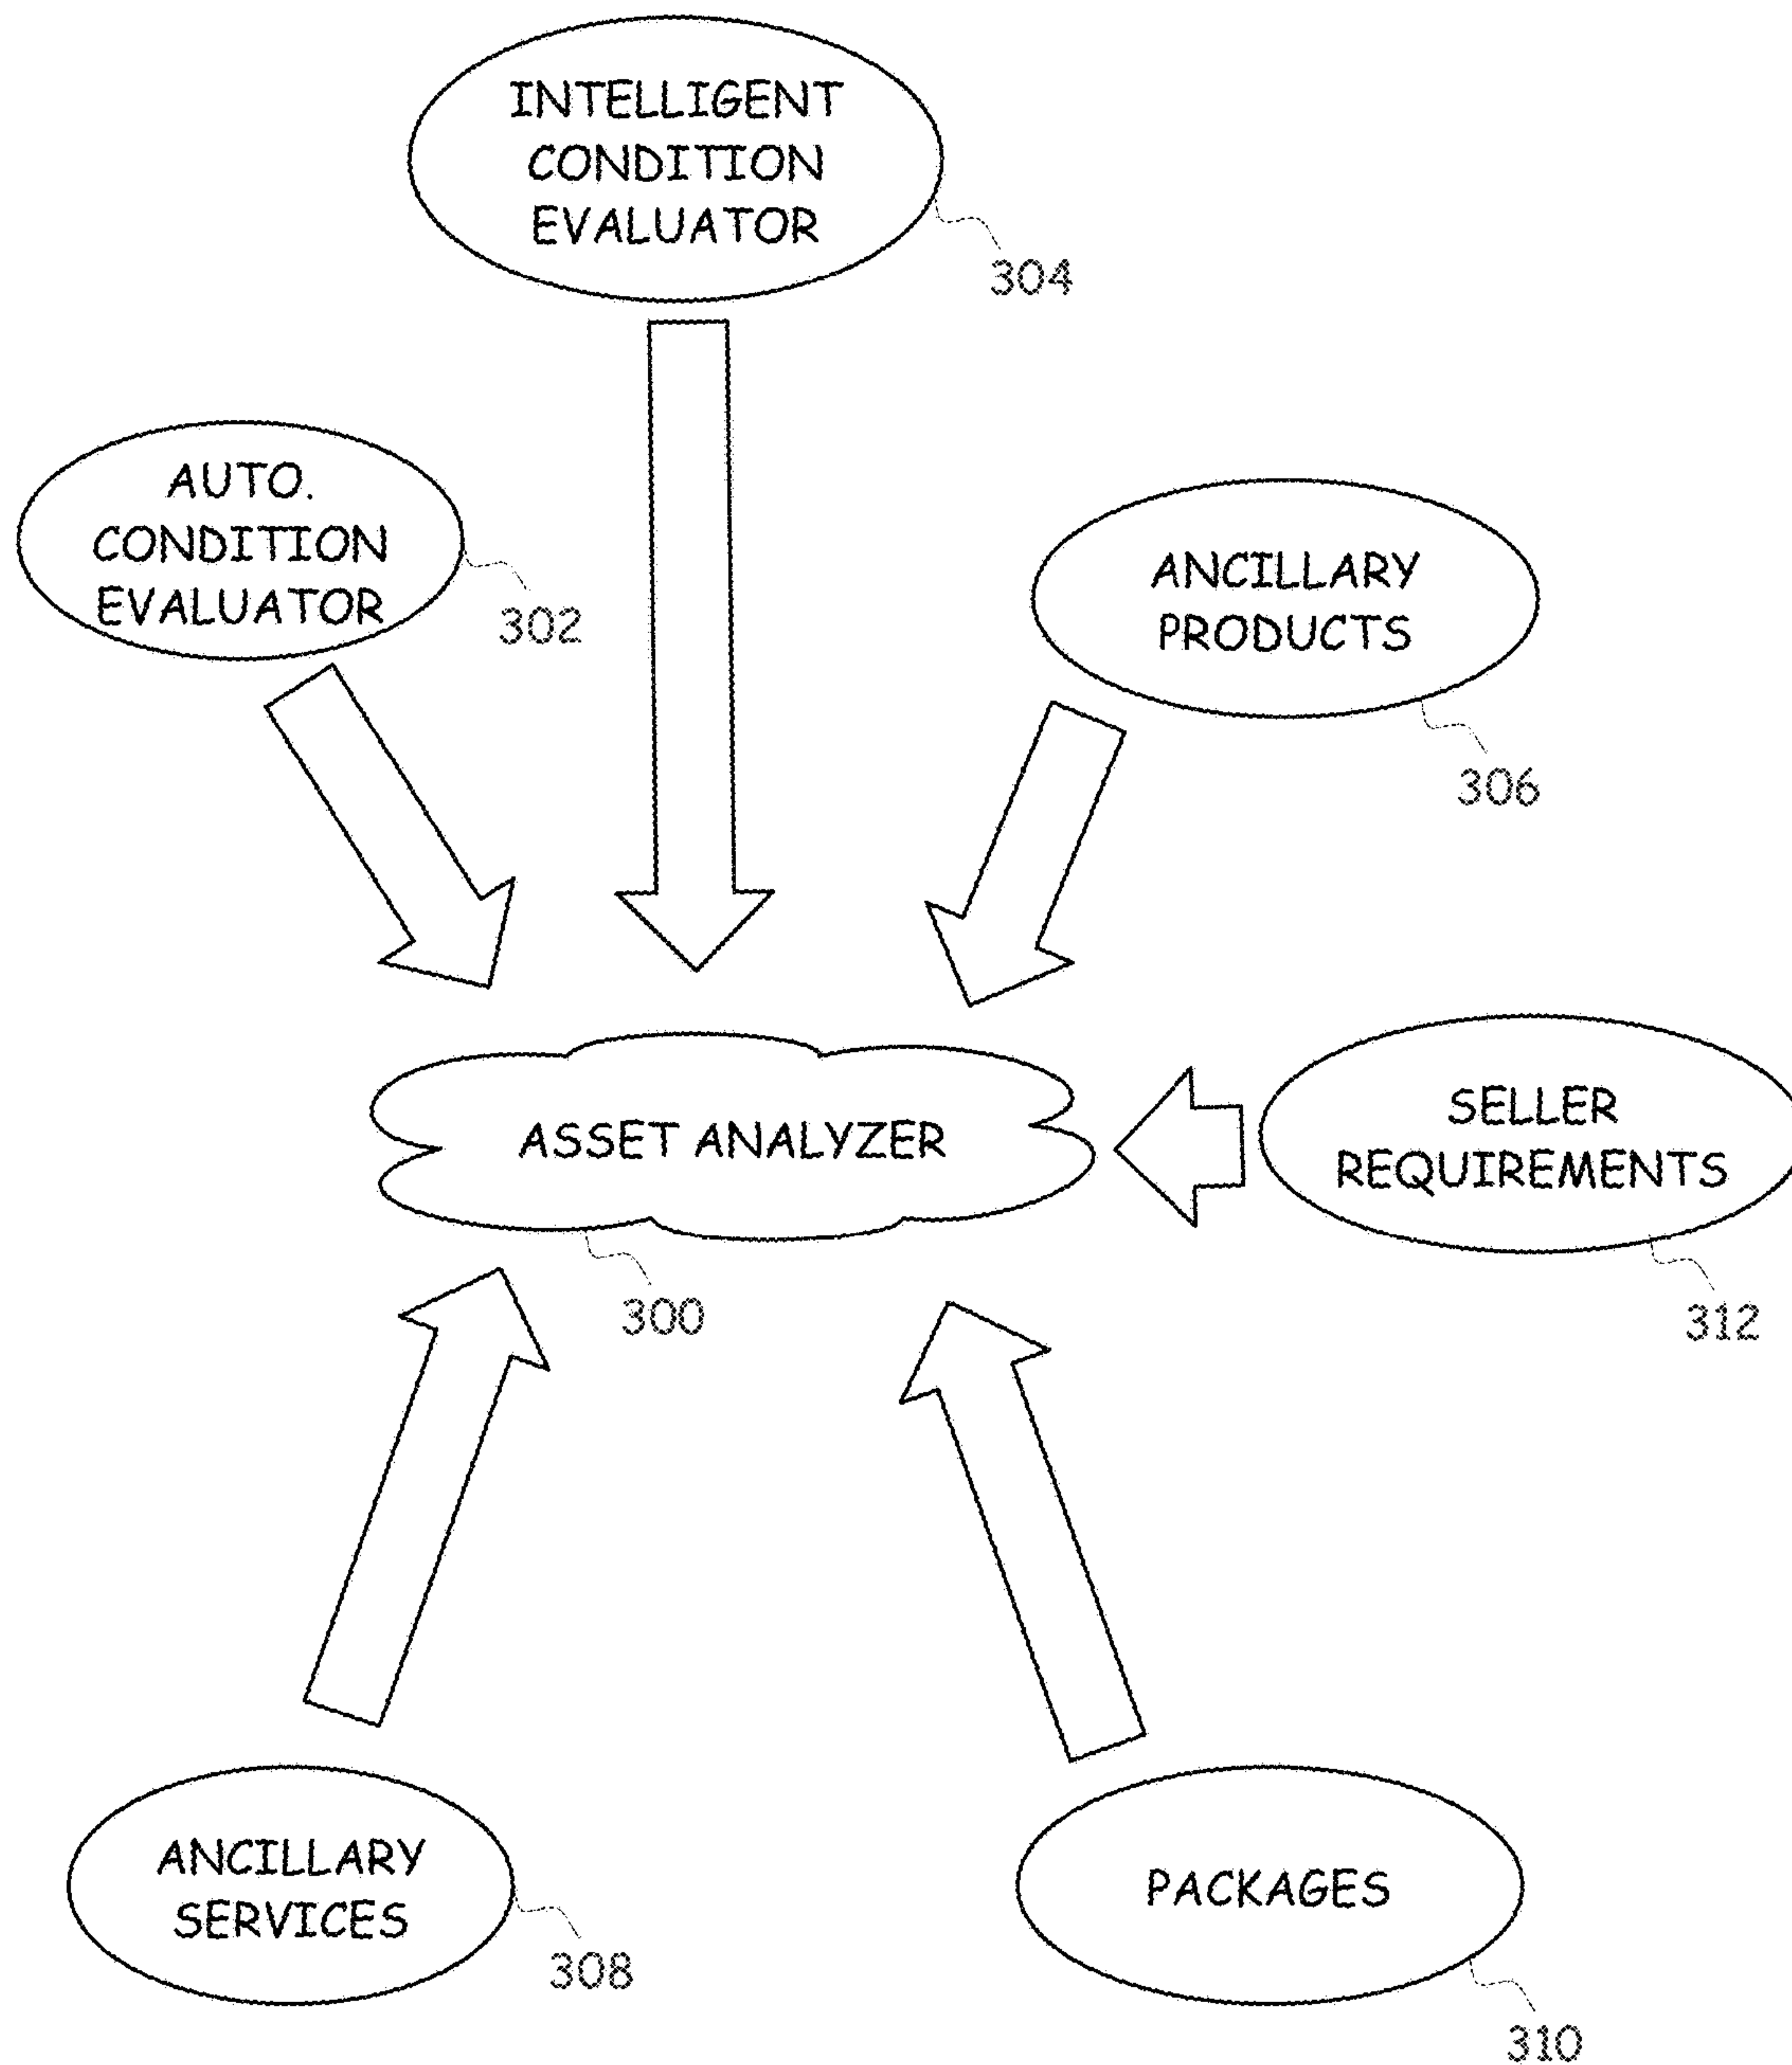 INTELLIGENT
CONDITION
EVALUATOR
304
AUTO.
CONDITION
EVALUATOR
302
ANCILLARY
PRODUCTS
306
ASSET ANALYZER
300
SELLER
REQUIREMENTS
312
ANCILLARY
SERVICES
308
PACKAGES
310